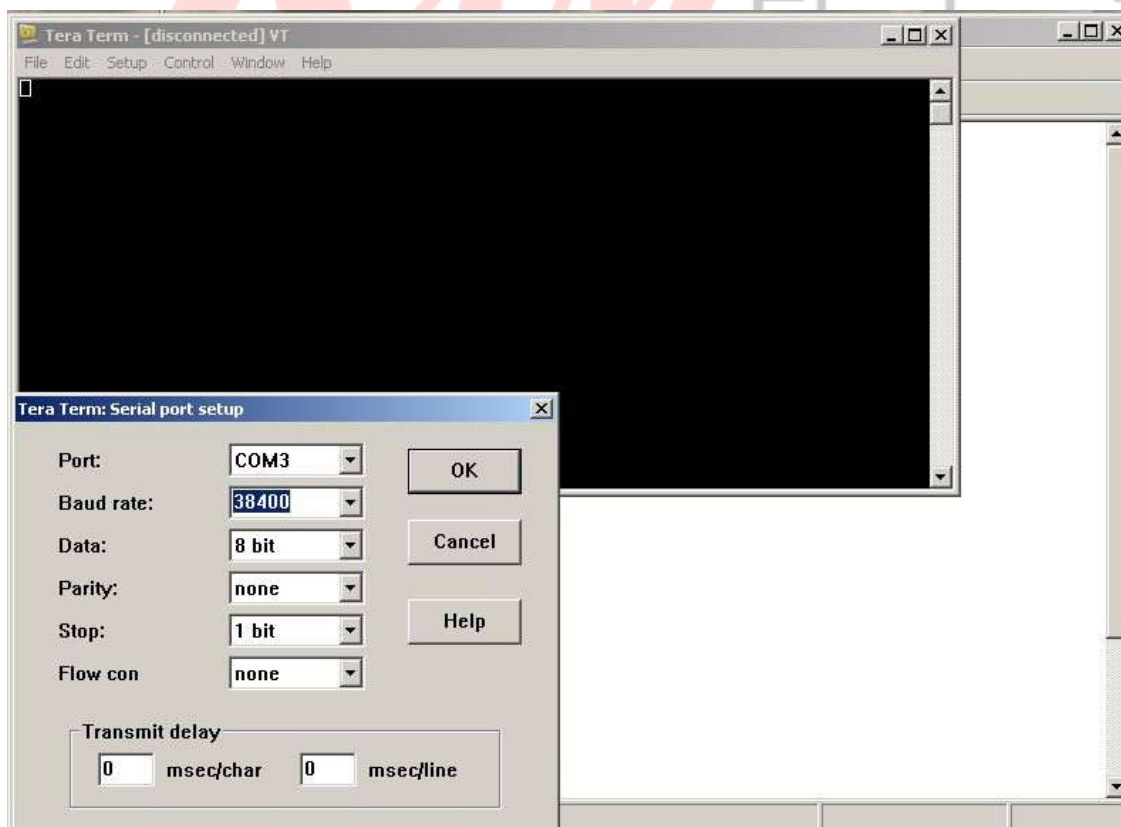 Tera Term - [disconnected] VT
File Edit Setup Control Window Help
Tera Term: Serial port setup
Port: COM3
OK
Baud rate: 38400
Data: 8 bit
Cancel
Parity: none
Stop: 1 bit
Help
Flow con none
Transmit delay
0 msec/char 0 msec/line